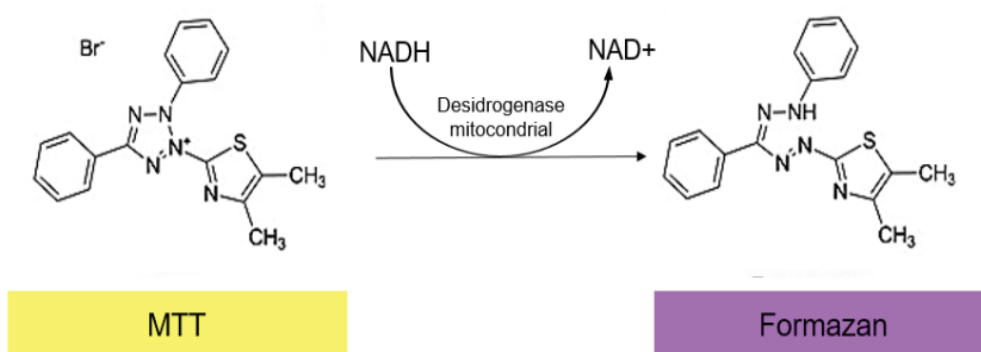 Br-
NADH
NAD+
Desidrogenase
mitocondrial
N
N
N
N+
N
S
CH3
CH3
N
NH
N
N
N
S
CH3
CH3
MTT
Formazan